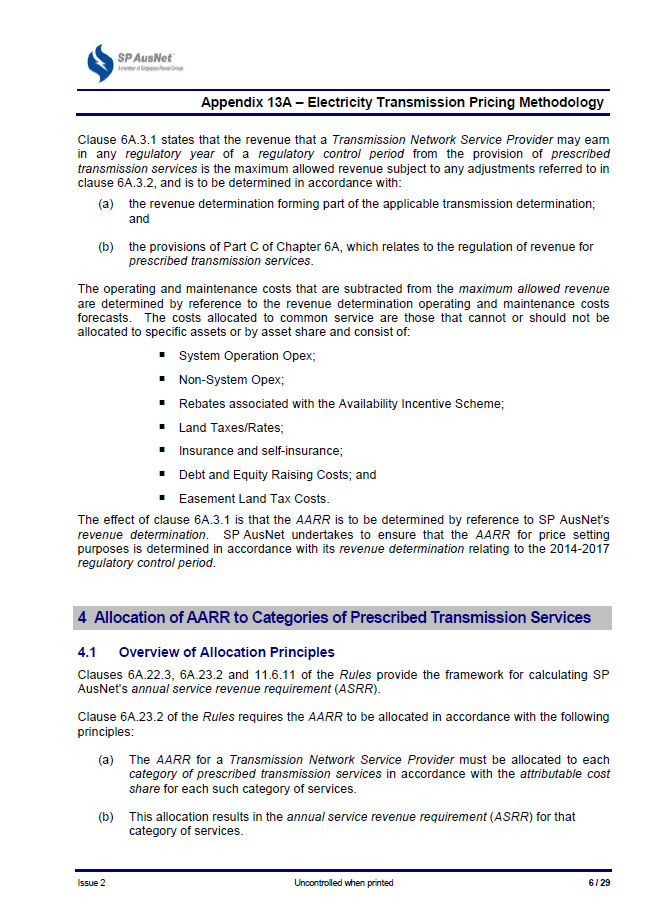 SP AusNet
A member of Singapore Power Group
Appendix 13A – Electricity Transmission Pricing Methodology
Clause 6A.3.1 states that the revenue that a Transmission Network Service Provider may earn
in any regulatory year of a regulatory control period from the provision of prescribed
transmission services is the maximum allowed revenue subject to any adjustments referred to in
clause 6A.3.2, and is to be determined in accordance with:
(a) the revenue determination forming part of the applicable transmission determination;
and
(b) the provisions of Part C of Chapter 6A, which relates to the regulation of revenue for
prescribed transmission services.
The operating and maintenance costs that are subtracted from the maximum allowed revenue
are determined by reference to the revenue determination operating and maintenance costs
forecasts. The costs allocated to common service are those that cannot or should not be
allocated to specific assets or by asset share and consist of:
▪ System Operation Opex;
▪ Non-System Opex;
▪ Rebates associated with the Availability Incentive Scheme;
▪ Land Taxes/Rates;
▪ Insurance and self-insurance;
▪ Debt and Equity Raising Costs; and
▪ Easement Land Tax Costs.
The effect of clause 6A.3.1 is that the AARR is to be determined by reference to SP AusNet's
revenue determination. SP AusNet undertakes to ensure that the AARR for price setting
purposes is determined in accordance with its revenue determination relating to the 2014-2017
regulatory control period.
4 Allocation of AARR to Categories of Prescribed Transmission Services
4.1 Overview of Allocation Principles
Clauses 6A.22.3, 6A.23.2 and 11.6.11 of the Rules provide the framework for calculating SP
AusNet's annual service revenue requirement (ASRR).
Clause 6A.23.2 of the Rules requires the AARR to be allocated in accordance with the following
principles:
(a) The AARR for a Transmission Network Service Provider must be allocated to each
category of prescribed transmission services in accordance with the attributable cost
share for each such category of services.
(b) This allocation results in the annual service revenue requirement (ASRR) for that
category of services.
Issue 2 Uncontrolled when printed 6 / 29